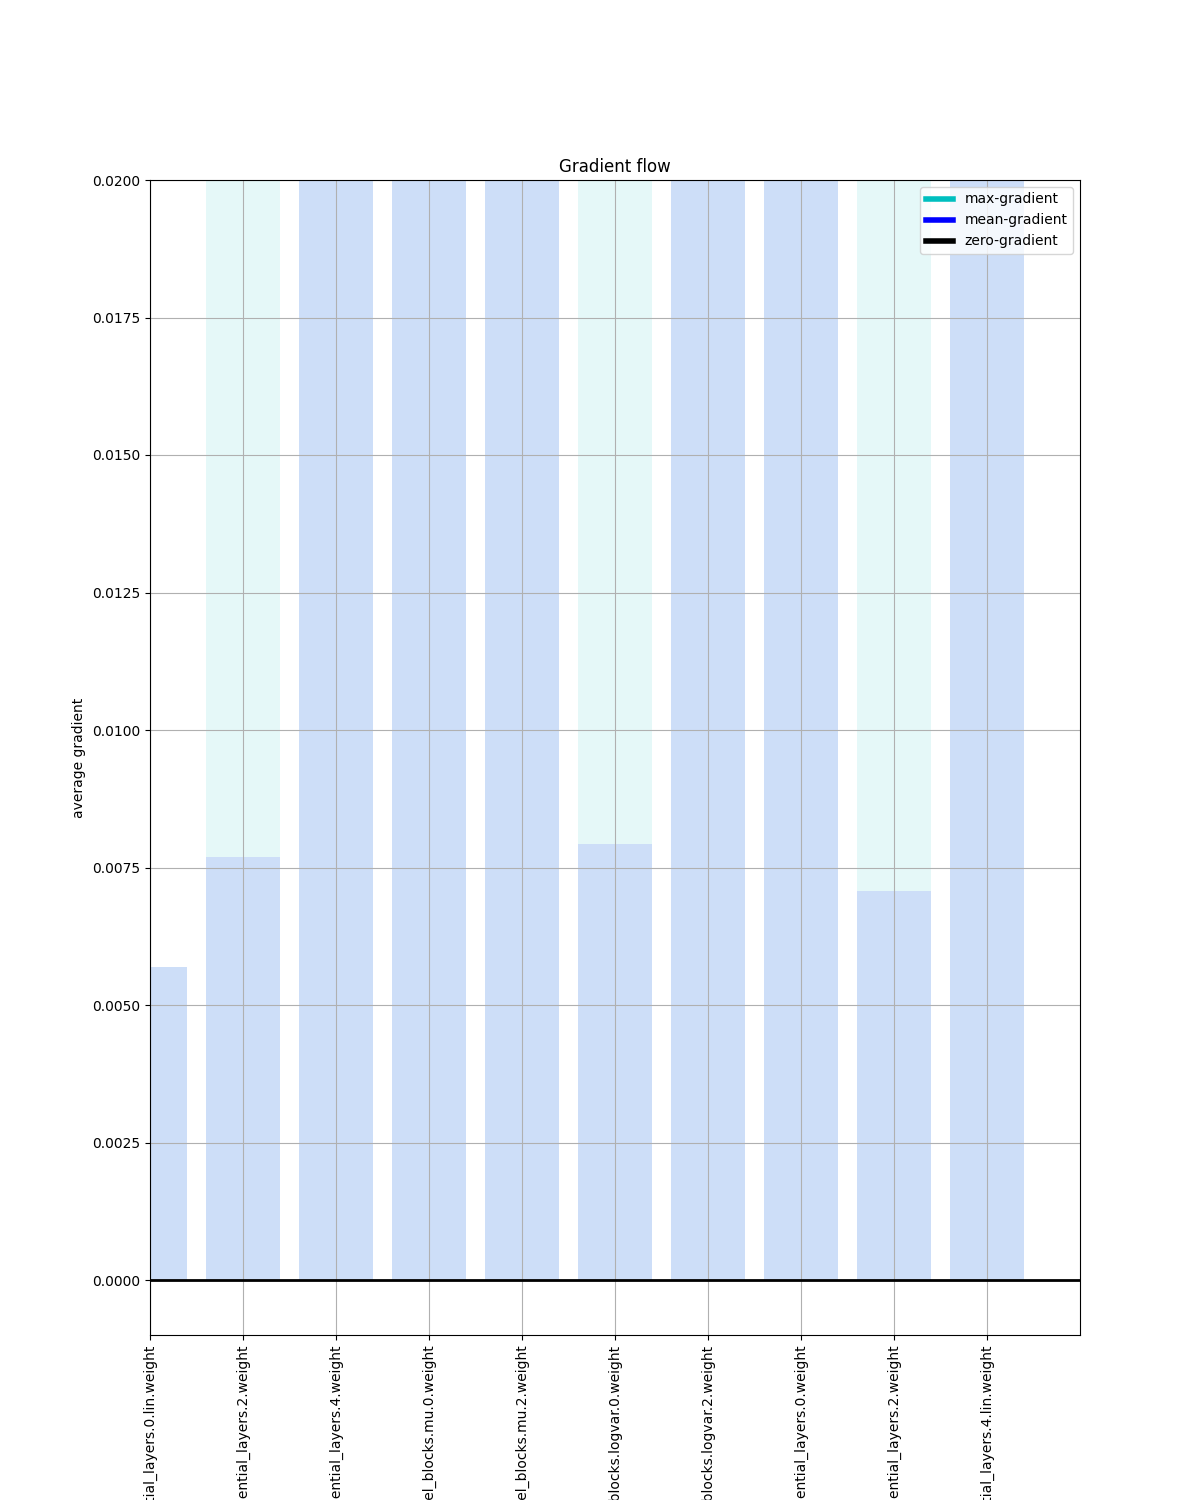 Gradient flow
max-gradient
mean-gradient
zero-gradient
0.0200
0.0175
0.0150
0.0125
0.0100
0.0075
0.0050
0.0025
0.0000
average gradient
tial_layers.0.lin.weight
ential_layers.2.weight
ential_layers.4.weight
el_blocks.mu.0.weight
el_blocks.mu.2.weight
blocks.logvar.0.weight
blocks.logvar.2.weight
ential_layers.0.weight
ential_layers.2.weight
tial_layers.4.lin.weight